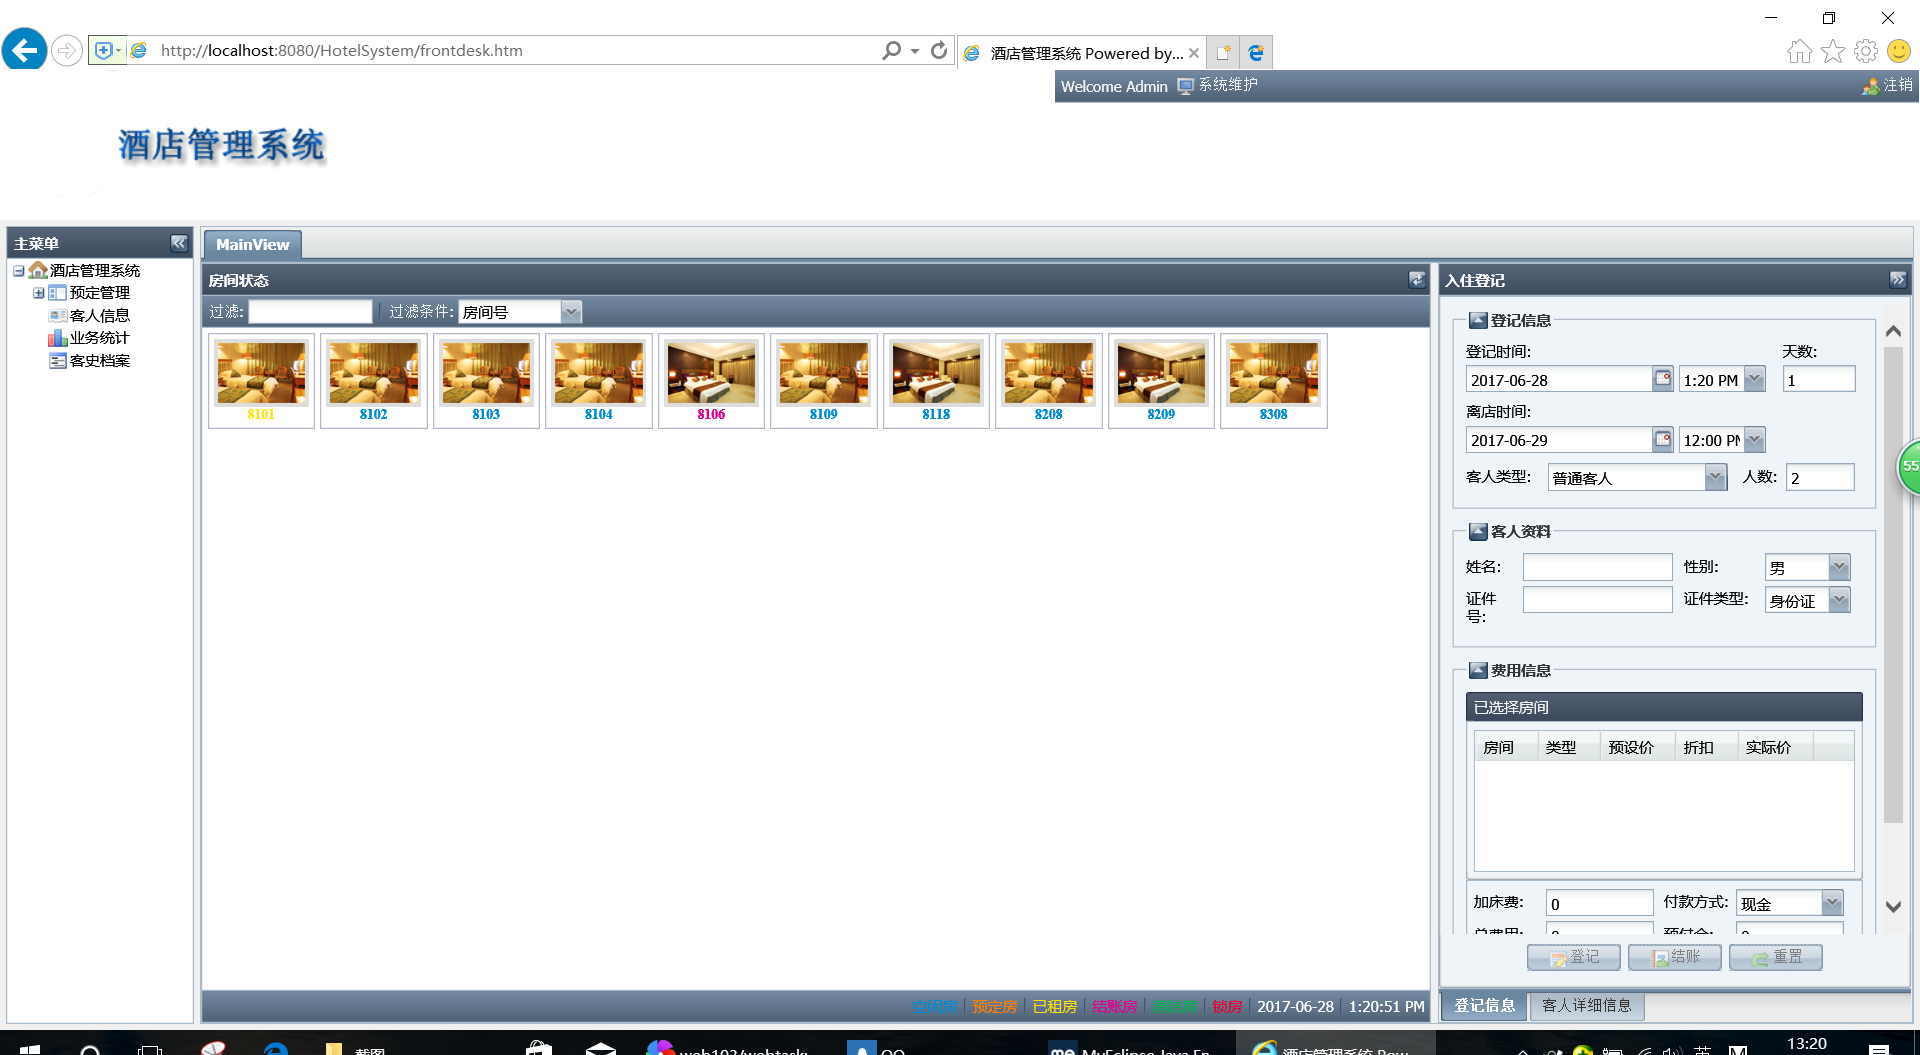 http://localhost:8080/HotelSystem/frontdesk.htm
酒店管理系统 Powered by...
Welcome Admin 系统维护 注销
酒店管理系统
主菜单
酒店管理系统
预定管理
客人信息
业务统计
客史档案
MainView
房间状态
过滤: 过滤条件: 房间号
8101 8102 8103 8104 8106 8109 8118 8208 8209 8308
空闲房 预定房 已租房 结账房 锁房 2017-06-28 1:20:51 PM
入住登记
登记信息
登记时间: 天数:
2017-06-28 1:20 PM 1
离店时间:
2017-06-29 12:00
客人类型: 普通客人 人数: 2
客人资料
姓名: 性别: 男
证件号: 证件类型: 身份证
费用信息
已选择房间
房间 类型 预设价 折扣 实际价
加床费: 0 付款方式: 现金
登记 结账 重置
登记信息 客人详细信息
55
截图
QQ
MyEclipse Java En
酒店管理系统 Pow
英
13:20